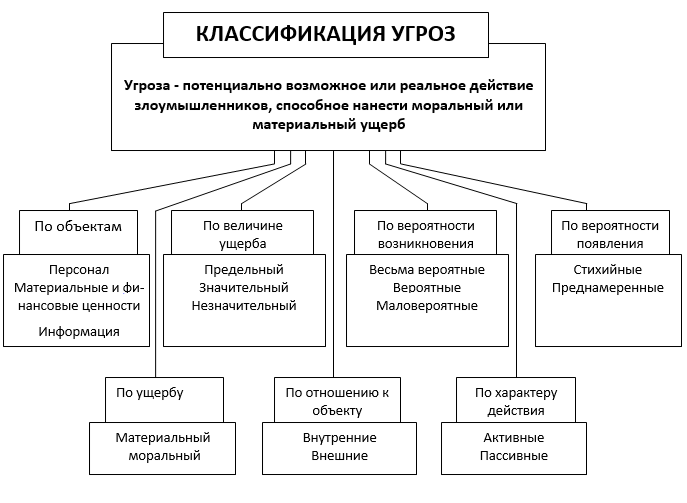 КЛАССИФИКАЦИЯ УГРОЗ
Угроза - потенциально возможное или реальное действие
злоумышленников, способное нанести моральный или
материальный ущерб
По объектам
Персонал
Материальные и фи-
нансовые ценности
Информация
По величине
ущерба
Предельный
Значительный
Незначительный
По вероятности
возникновения
Весьма вероятные
Вероятные
Маловероятные
По вероятности
появления
Стихийные
Преднамеренные
По ущербу
Материальный
моральный
По отношению к
объекту
Внутренние
Внешние
По характеру
действия
Активные
Пассивные